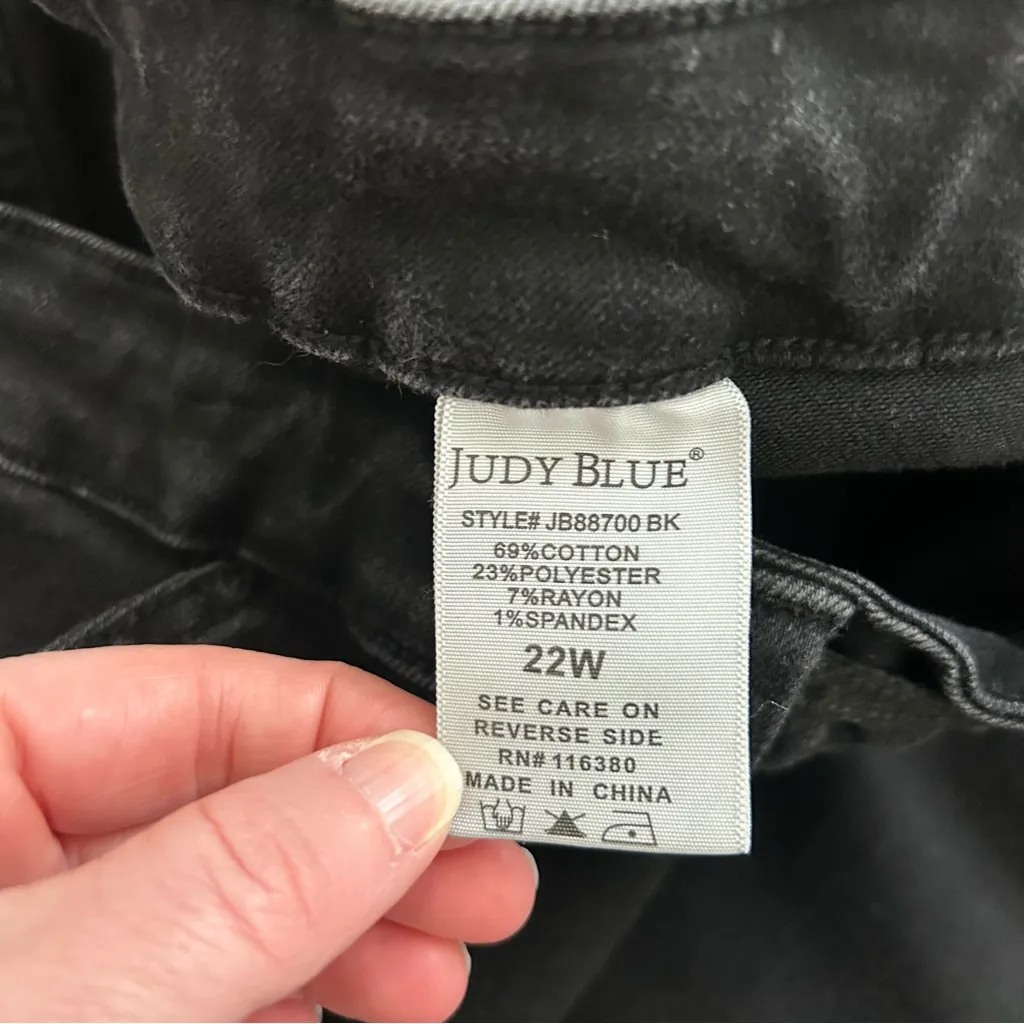 JUDY BLUE®
STYLE# JB88700 BK
69%COTTON
23%POLYESTER
7%RAYON
1%SPANDEX
22W
SEE CARE ON
REVERSE SIDE
RN# 116380
MADE IN CHINA